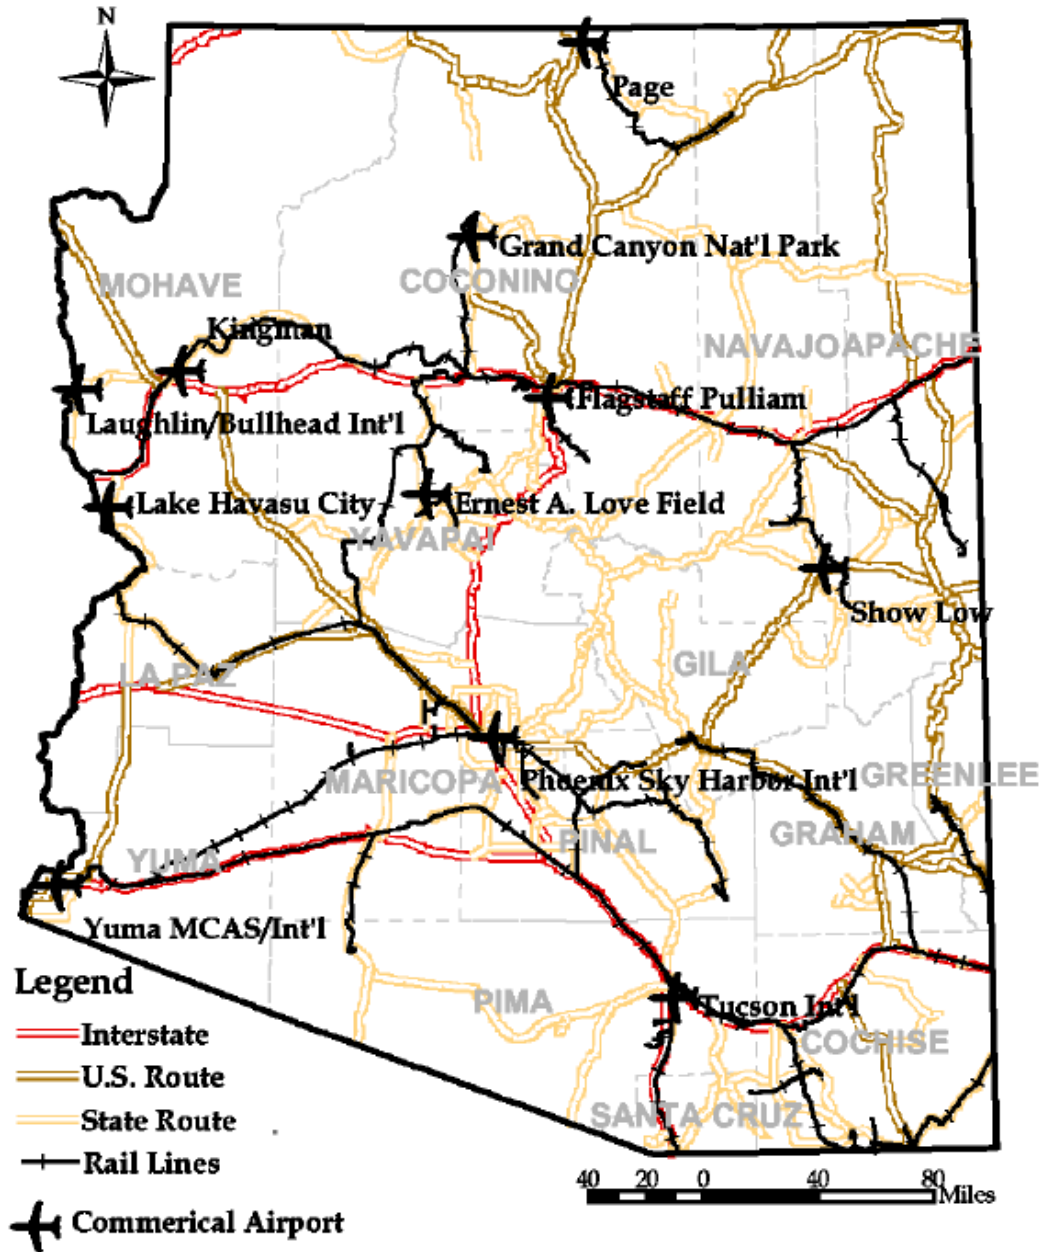 N
Page
Grand Canyon Nat'l Park
MOHAVE
COCONINO
Kingman
NAVAJO
APACHE
Flagstaff Pulliam
Laughlin/Bullhead Int'l
Lake Havasu City
Ernest A. Love Field
YAVAPAI
Show Low
GILA
LA PAZ
MARICOPA
Phoenix Sky Harbor Int'l
GREENLEE
PINAL
GRAHAM
YUMA
Yuma MCAS/Int'l
PIMA
Tucson Int'l
COCHISE
SANTA CRUZ
Legend
Interstate
U.S. Route
State Route
Rail Lines
Commerical Airport
40 20 0 40 80
Miles